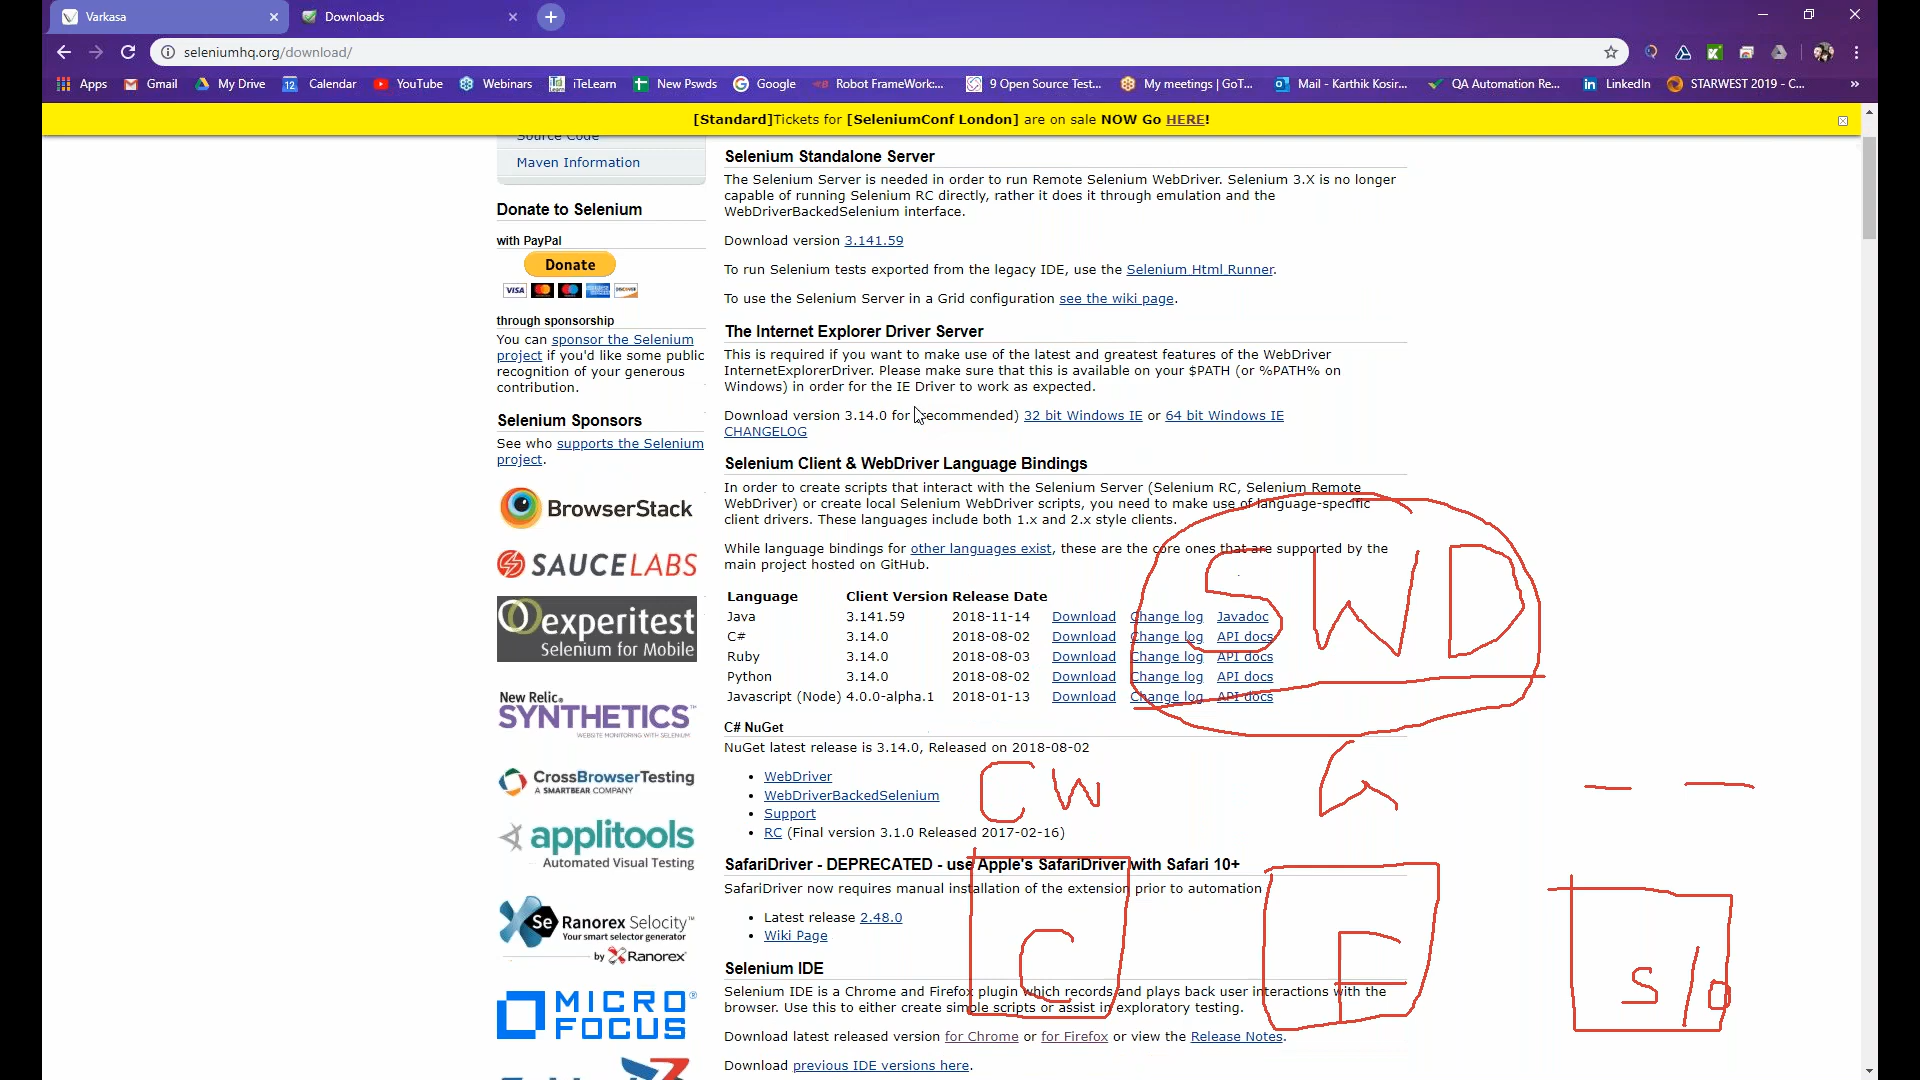 Varkasa
Downloads
seleniumhq.org/download/
Apps
Gmail
My Drive
12
Calendar
YouTube
Webinars
iTeLearn
New Pswds
Google
Robot FrameWork:...
9 Open Source Test...
My meetings | GoT...
Mail - Karthik Kosir...
QA Automation Re...
LinkedIn
STARWEST 2019 - C...
»
[Standard]Tickets for [SeleniumConf London] are on sale NOW Go HERE!
Source Code
Maven Information
Donate to Selenium
with PayPal
Donate
VISA
through sponsorship
You can sponsor the Selenium
project if you'd like some public
recognition of your generous
contribution.
Selenium Sponsors
See who supports the Selenium
project.
BrowserStack
SAUCELABS
experitest
Selenium for Mobile
New Relic®
SYNTHETICS™
WEBSITE MONITORING WITH SELENIUM
CrossBrowserTesting
A SMARTBEAR COMPANY
applitools
Automated Visual Testing
Se Ranorex Selocity™
Your smart selector generator
by Ranorex®
MICRO
FOCUS
Selenium Standalone Server
The Selenium Server is needed in order to run Remote Selenium WebDriver. Selenium 3.X is no longer
capable of running Selenium RC directly, rather it does it through emulation and the
WebDriverBackedSelenium interface.
Download version 3.141.59
To run Selenium tests exported from the legacy IDE, use the Selenium Html Runner.
To use the Selenium Server in a Grid configuration see the wiki page.
The Internet Explorer Driver Server
This is required if you want to make use of the latest and greatest features of the WebDriver
InternetExplorerDriver. Please make sure that this is available on your $PATH (or %PATH% on
Windows) in order for the IE Driver to work as expected.
Download version 3.14.0 for (recommended) 32 bit Windows IE or 64 bit Windows IE
CHANGELOG
Selenium Client & WebDriver Language Bindings
In order to create scripts that interact with the Selenium Server (Selenium RC, Selenium Remote
WebDriver) or create local Selenium WebDriver scripts, you need to make use of language-specific
client drivers. These languages include both 1.x and 2.x style clients.
While language bindings for other languages exist, these are the core ones that are supported by the
main project hosted on GitHub.
Language Client Version Release Date
Java 3.141.59 2018-11-14 Download Change log Javadoc
C# 3.14.0 2018-08-02 Download Change log API docs
Ruby 3.14.0 2018-08-03 Download Change log API docs
Python 3.14.0 2018-08-02 Download Change log API docs
Javascript (Node) 4.0.0-alpha.1 2018-01-13 Download Change log API docs
SWD
C# NuGet
NuGet latest release is 3.14.0, Released on 2018-08-02
• WebDriver
• WebDriverBackedSelenium
• Support
• RC (Final version 3.1.0 Released 2017-02-16)
CW
SafariDriver - DEPRECATED - use Apple's SafariDriver with Safari 10+
SafariDriver now requires manual installation of the extension prior to automation
• Latest release 2.48.0
• Wiki Page
C
F
S/O
Selenium IDE
Selenium IDE is a Chrome and Firefox plugin which records and plays back user interactions with the
browser. Use this to either create simple scripts or assist in exploratory testing.
Download latest released version for Chrome or for Firefox or view the Release Notes.
Download previous IDE versions here.